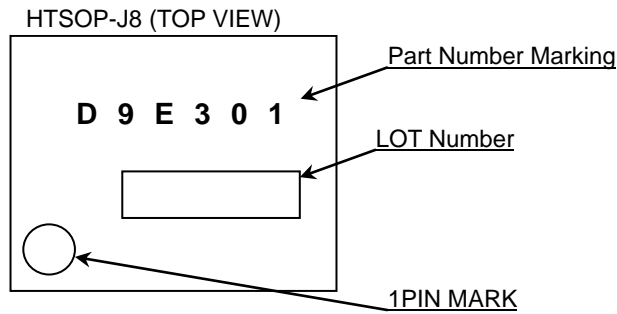 HTSOP-J8 (TOP VIEW)
Part Number Marking
D 9 E 3 0 1
LOT Number
1PIN MARK